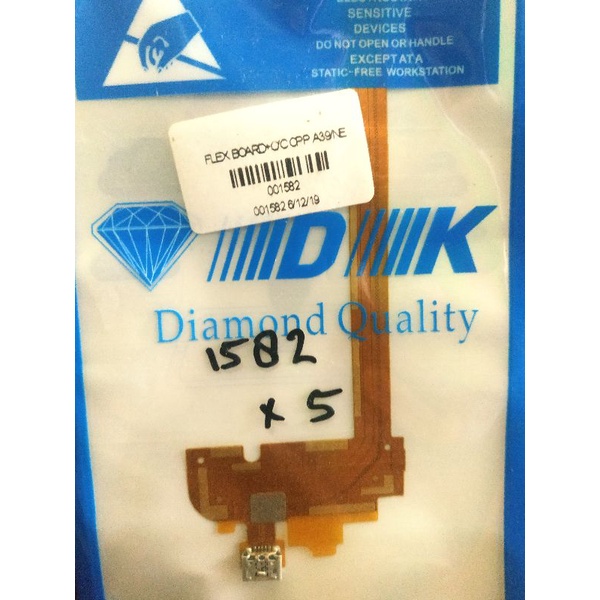 SENSITIVE
DEVICES
DO NOT OPEN OR HANDLE
EXCEPT AT A
STATIC-FREE WORKSTATION
FLEX BOARD+U/C OPP A39/NE
001582
001582 6/12/19
DK
Diamond Quality
1582
x 5